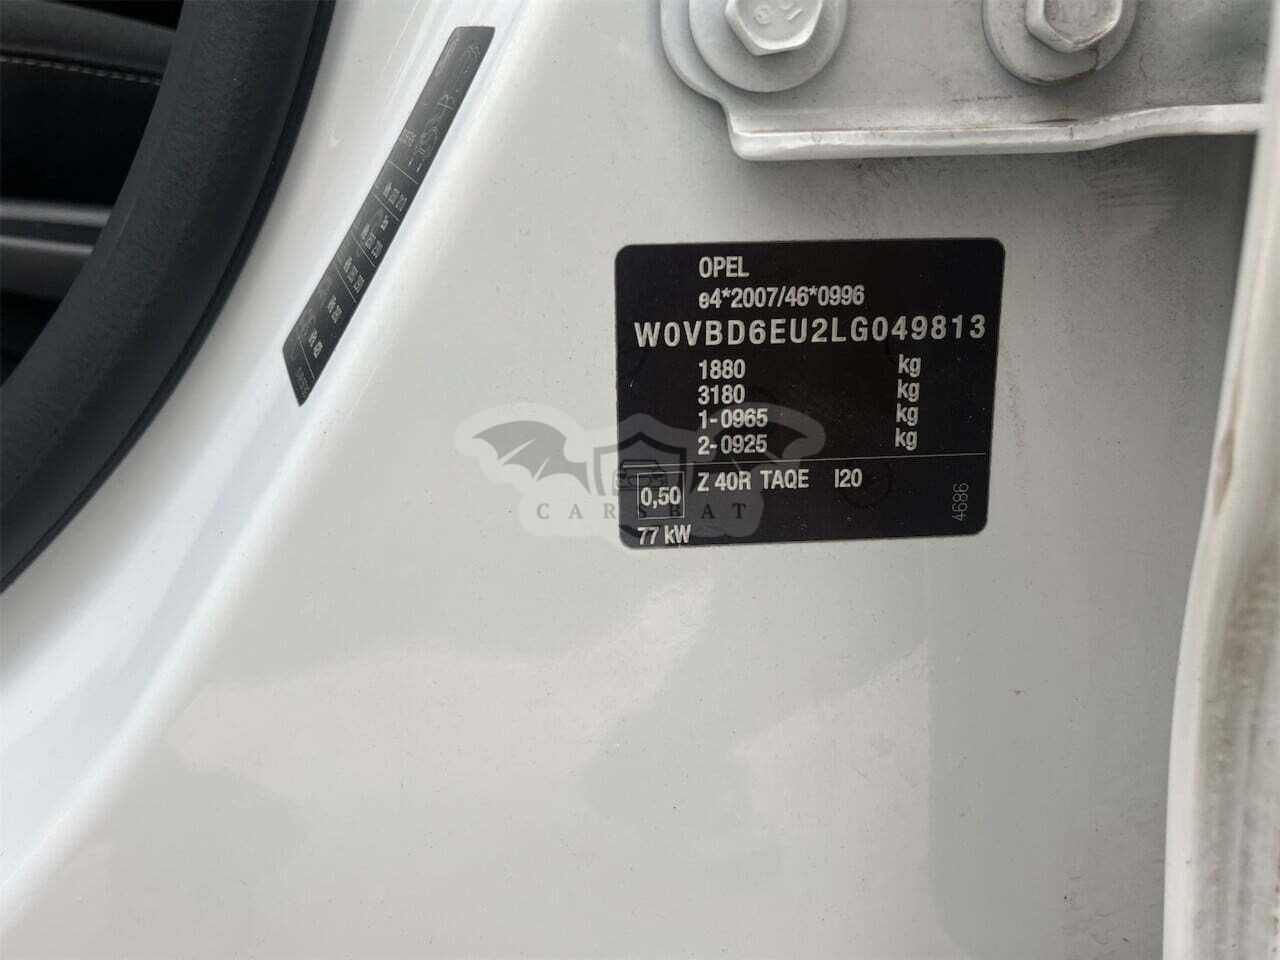 OPEL
e4*2007/46*0996
W0VBD6EU2LG049813
1880 kg
3180 kg
1-0965 kg
2-0925 kg
0,50 Z 40R TAQE I20
77 kW
4686
CARSBAT